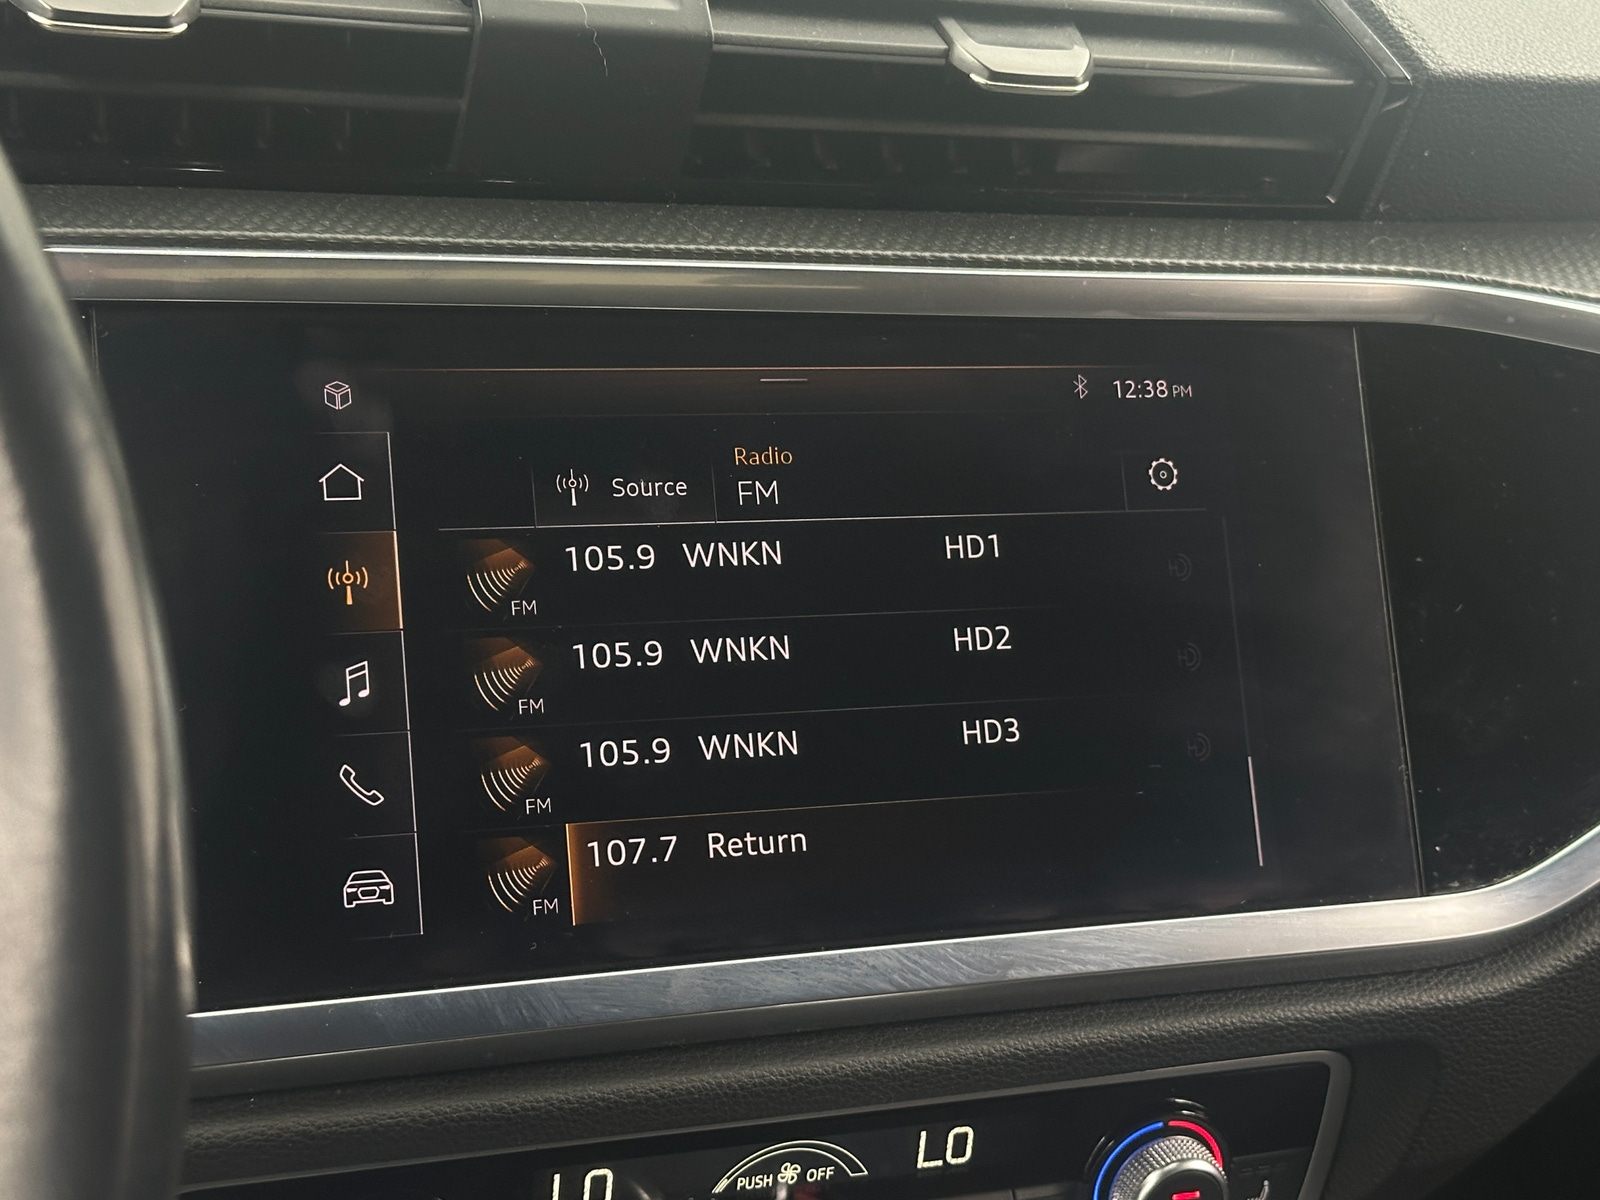 12:38 PM
Radio
Source FM
105.9 WNKN HD1
FM
105.9 WNKN HD2
FM
105.9 WNKN HD3
FM
107.7 Return
FM
LO
LO
PUSH OFF